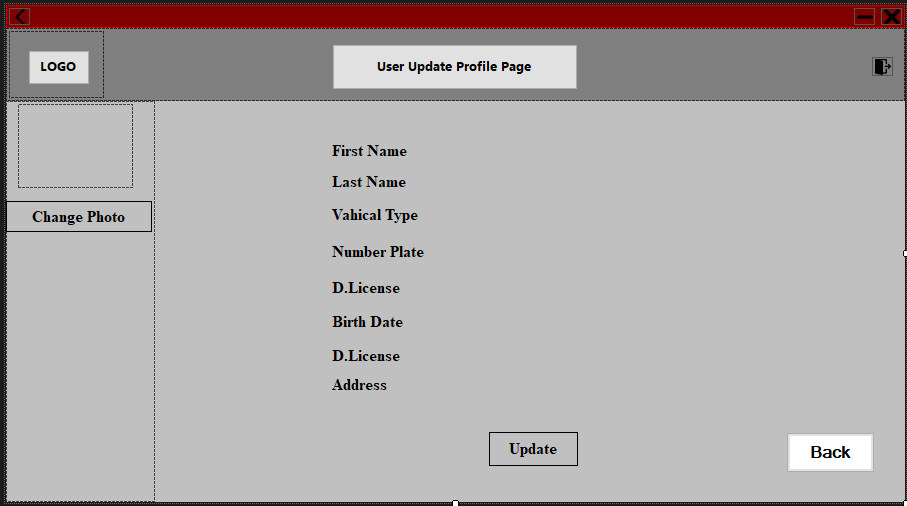 LOGO
User Update Profile Page
Change Photo
First Name
Last Name
Vahical Type
Number Plate
D.License
Birth Date
D.License
Address
Update
Back